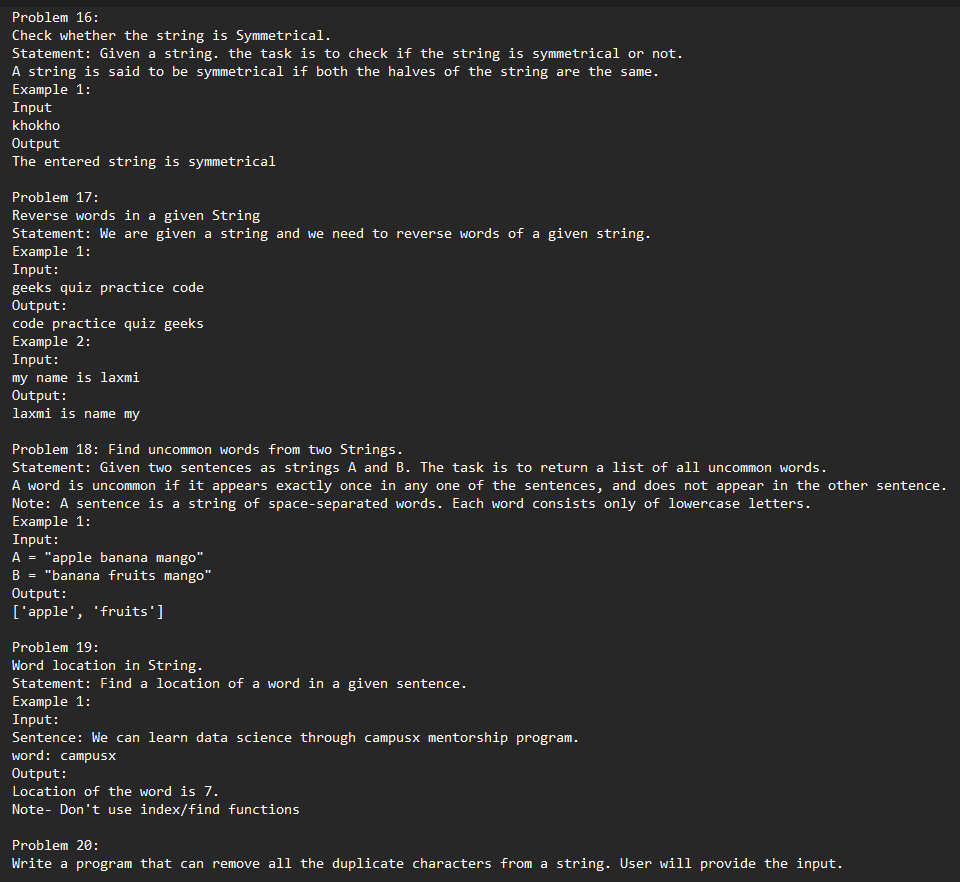 Problem 16:
Check whether the string is Symmetrical.
Statement: Given a string. the task is to check if the string is symmetrical or not.
A string is said to be symmetrical if both the halves of the string are the same.
Example 1:
Input
khokho
Output
The entered string is symmetrical
Problem 17:
Reverse words in a given String
Statement: We are given a string and we need to reverse words of a given string.
Example 1:
Input:
geeks quiz practice code
Output:
code practice quiz geeks
Example 2:
Input:
my name is laxmi
Output:
laxmi is name my
Problem 18: Find uncommon words from two Strings.
Statement: Given two sentences as strings A and B. The task is to return a list of all uncommon words.
A word is uncommon if it appears exactly once in any one of the sentences, and does not appear in the other sentence.
Note: A sentence is a string of space-separated words. Each word consists only of lowercase letters.
Example 1:
Input:
A = "apple banana mango"
B = "banana fruits mango"
Output:
['apple', 'fruits']
Problem 19:
Word location in String.
Statement: Find a location of a word in a given sentence.
Example 1:
Input:
Sentence: We can learn data science through campusx mentorship program.
word: campusx
Output:
Location of the word is 7.
Note- Don't use index/find functions
Problem 20:
Write a program that can remove all the duplicate characters from a string. User will provide the input.